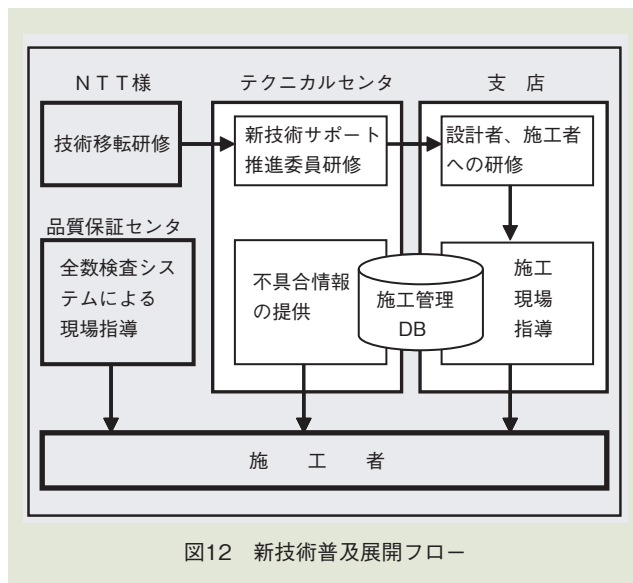 NTT様
テクニカルセンタ
支　店
技術移転研修
新技術サポート
推進委員研修
設計者、施工者
への研修
品質保証センタ
全数検査シス
テムによる
現場指導
不具合情報
の提供
施工管理
DB
施工
現場
指導
施　工　者
図12　新技術普及展開フロー